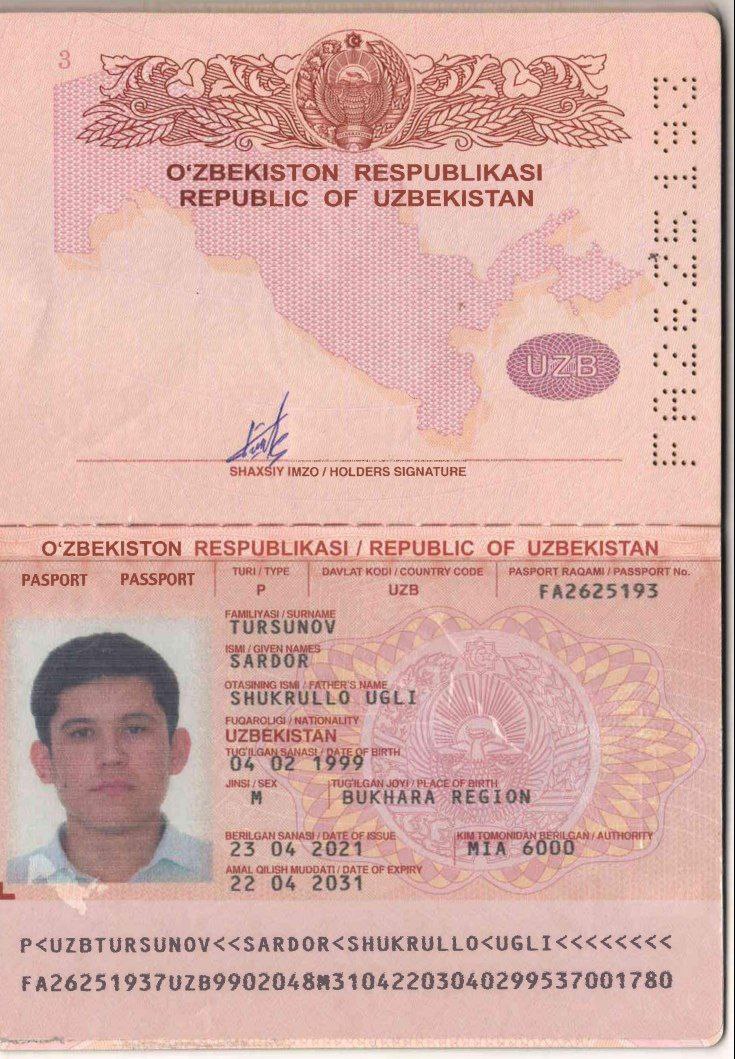 3
O‘ZBEKISTON RESPUBLIKASI
REPUBLIC OF UZBEKISTAN
FA2625193
UZB
SHAXSIY IMZO / HOLDERS SIGNATURE
O‘ZBEKISTON RESPUBLIKASI / REPUBLIC OF UZBEKISTAN
PASPORT PASSPORT
TURI / TYPE DAVLAT KODI / COUNTRY CODE PASPORT RAQAMI / PASSPORT No.
P UZB FA2625193
FAMILIYASI / SURNAME
TURSUNOV
ISMI / GIVEN NAMES
SARDOR
OTASINING ISMI / FATHER'S NAME
SHUKRULLO UGLI
FUQAROLIGI / NATIONALITY
UZBEKISTAN
TUG'ILGAN SANASI / DATE OF BIRTH
04 02 1999
JINSI / SEX TUG'ILGAN JOYI / PLACE OF BIRTH
M BUKHARA REGION
BERILGAN SANASI / DATE OF ISSUE KIM TOMONIDAN BERILGAN / AUTHORITY
23 04 2021 MIA 6000
AMAL QILISH MUDDATI / DATE OF EXPIRY
22 04 2031
P<UZBTURSUNOV<<SARDOR<SHUKRULLO<UGLI<<<<<<<<
FA26251937UZB9902048M31042203040299537001780